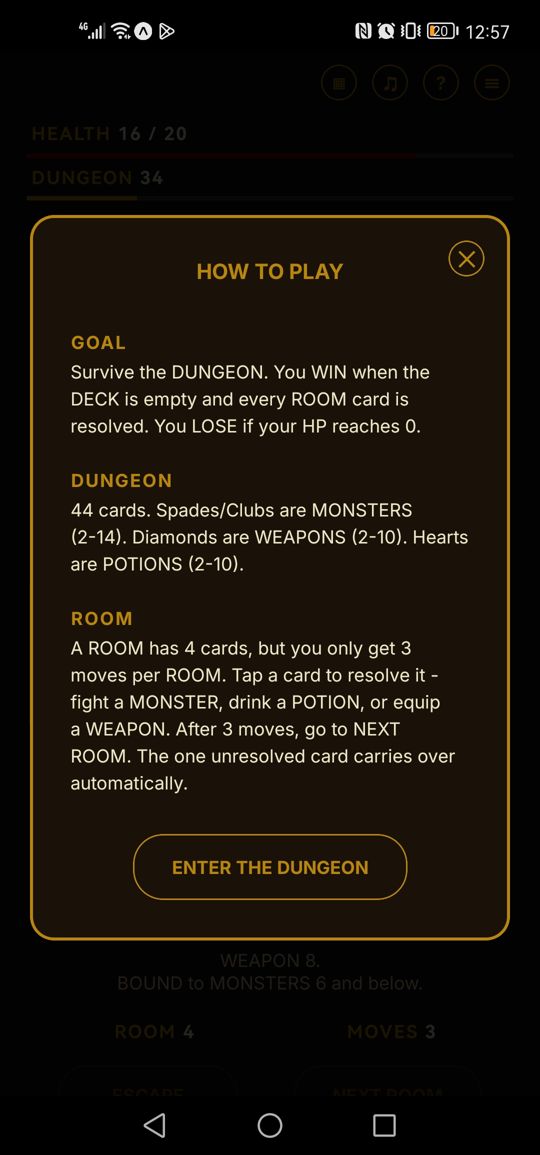 4G 20 12:57
?
HEALTH 16 / 20
DUNGEON 34
HOW TO PLAY
GOAL
Survive the DUNGEON. You WIN when the
DECK is empty and every ROOM card is
resolved. You LOSE if your HP reaches 0.
DUNGEON
44 cards. Spades/Clubs are MONSTERS
(2-14). Diamonds are WEAPONS (2-10). Hearts
are POTIONS (2-10).
ROOM
A ROOM has 4 cards, but you only get 3
moves per ROOM. Tap a card to resolve it -
fight a MONSTER, drink a POTION, or equip
a WEAPON. After 3 moves, go to NEXT
ROOM. The one unresolved card carries over
automatically.
ENTER THE DUNGEON
WEAPON 8.
BOUND to MONSTERS 6 and below.
ROOM 4 MOVES 3
ESCAPE NEXT ROOM